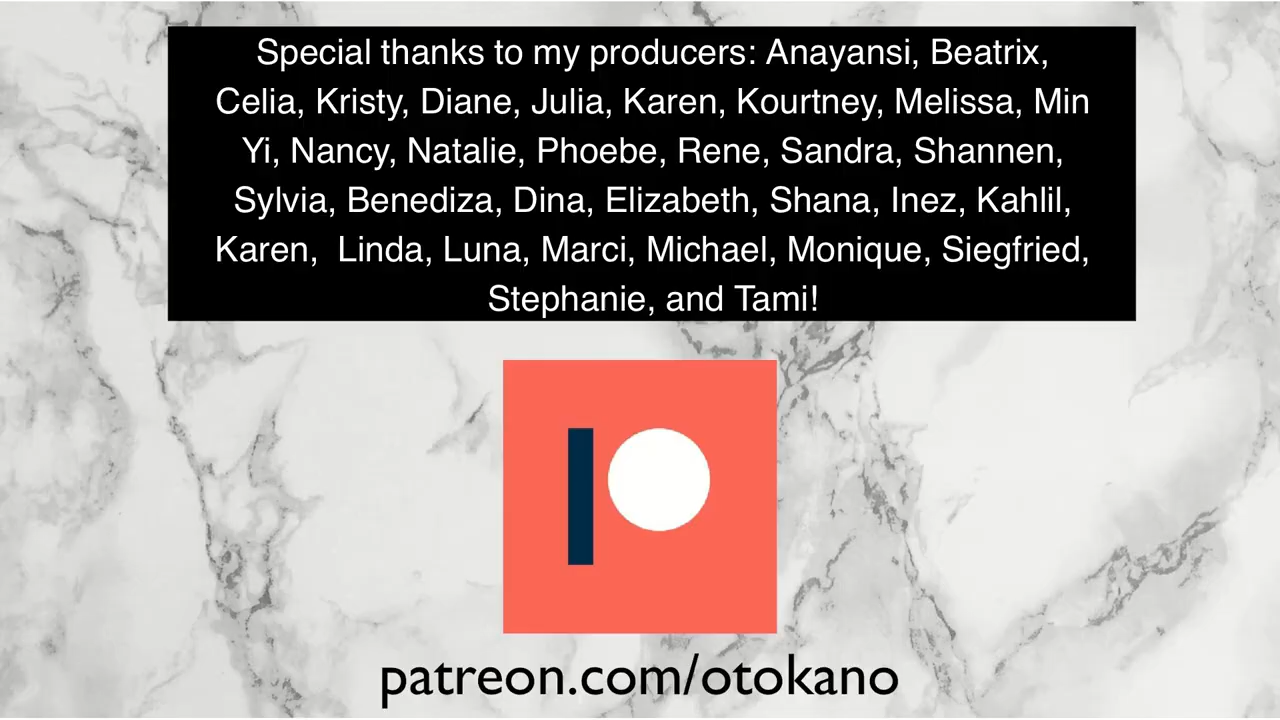 Special thanks to my producers: Anayansi, Beatrix,
Celia, Kristy, Diane, Julia, Karen, Kourtney, Melissa, Min
Yi, Nancy, Natalie, Phoebe, Rene, Sandra, Shannen,
Sylvia, Benediza, Dina, Elizabeth, Shana, Inez, Kahlil,
Karen,  Linda, Luna, Marci, Michael, Monique, Siegfried,
Stephanie, and Tami!
patreon.com/otokano